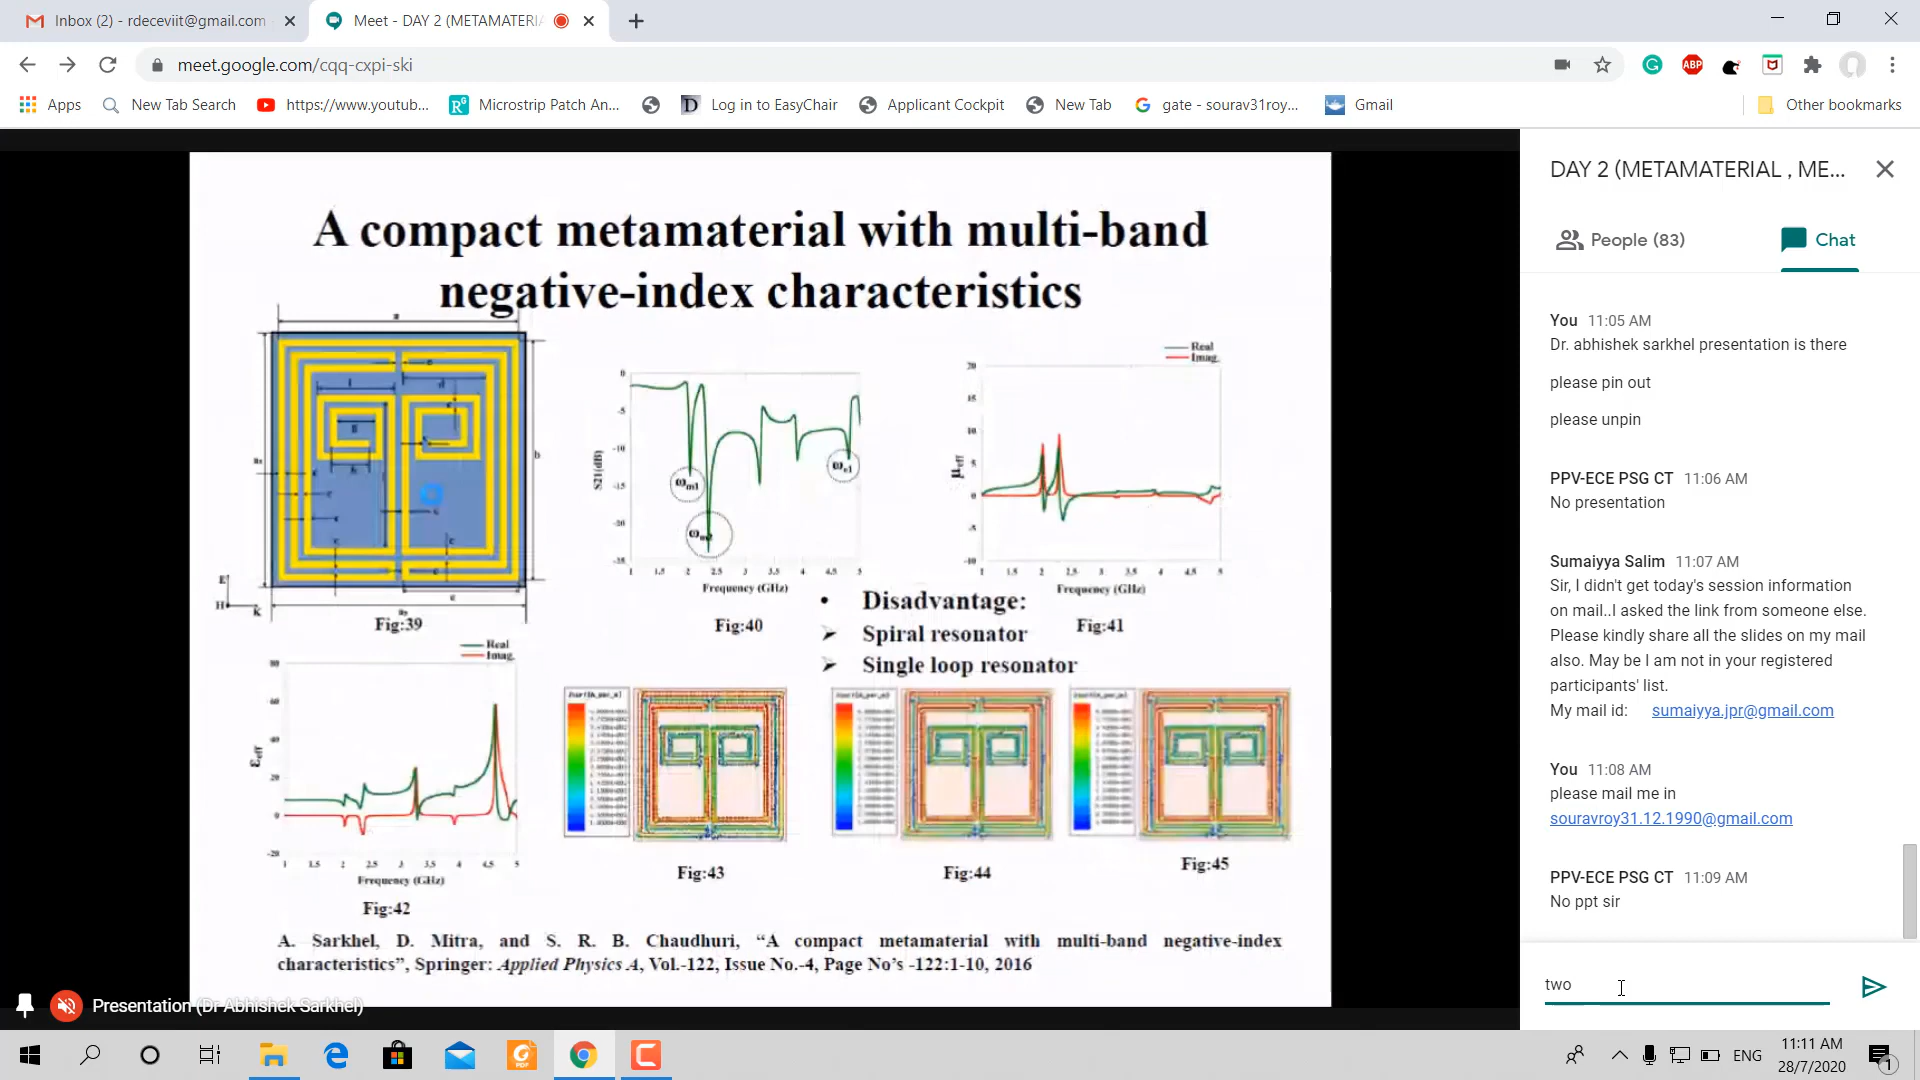 Inbox (2) - rdeceviit@gmail.com
Meet - DAY 2 (METAMATERI
meet.google.com/cqq-cxpi-ski
Apps
New Tab Search
https://www.youtub...
Microstrip Patch An...
Log in to EasyChair
Applicant Cockpit
New Tab
gate - sourav31roy...
Gmail
Other bookmarks
A compact metamaterial with multi-band
negative-index characteristics
Fig:39
S21(dB)
Frequency (GHz)
Fig:40
Real
Imag.
μeff
Frequency (GHz)
Fig:41
• Disadvantage:
➢ Spiral resonator
➢ Single loop resonator
Real
Imag.
εeff
Frequency (GHz)
Fig:42
Fig:43
Fig:44
Fig:45
A. Sarkhel, D. Mitra, and S. R. B. Chaudhuri, “A compact metamaterial with multi-band negative-index
characteristics”, Springer: Applied Physics A, Vol.-122, Issue No.-4, Page No’s -122:1-10, 2016
Presentation (Dr Abhishek Sarkhel)
DAY 2 (METAMATERIAL , ME...
People (83)
Chat
You 11:05 AM
Dr. abhishek sarkhel presentation is there
please pin out
please unpin
PPV-ECE PSG CT 11:06 AM
No presentation
Sumaiyya Salim 11:07 AM
Sir, I didn't get today's session information
on mail..I asked the link from someone else.
Please kindly share all the slides on my mail
also. May be I am not in your registered
participants' list.
My mail id: sumaiyya.jpr@gmail.com
You 11:08 AM
please mail me in
souravroy31.12.1990@gmail.com
PPV-ECE PSG CT 11:09 AM
No ppt sir
two
ENG
11:11 AM
28/7/2020
1